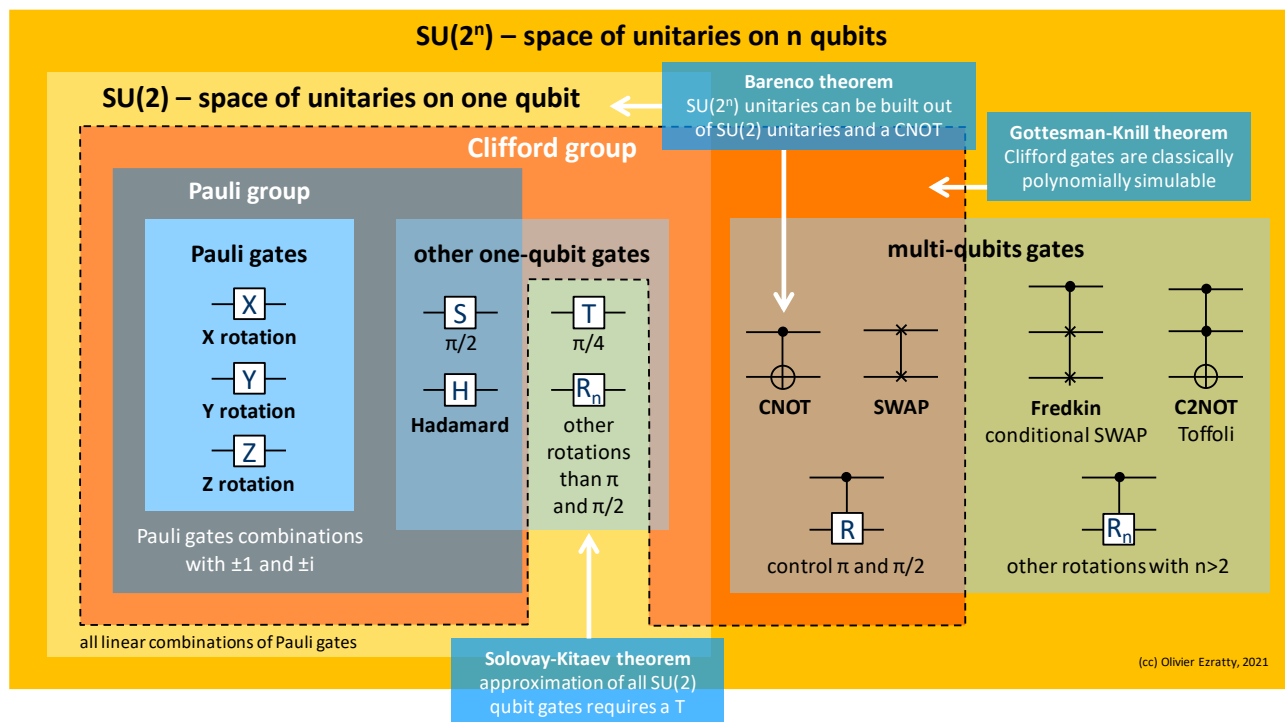 SU(2ⁿ) – space of unitaries on n qubits
SU(2) – space of unitaries on one qubit
Barenco theorem
SU(2ⁿ) unitaries can be built out
of SU(2) unitaries and a CNOT
Clifford group
Gottesman-Knill theorem
Clifford gates are classically
polynomially simulable
Pauli group
Pauli gates
X
X rotation
Y
Y rotation
Z
Z rotation
Pauli gates combinations
with ±1 and ±i
other one-qubit gates
S
π/2
T
π/4
H
Hadamard
Rₙ
other
rotations
than π
and π/2
multi-qubits gates
CNOT
SWAP
Fredkin
conditional SWAP
C2NOT
Toffoli
R
control π and π/2
Rₙ
other rotations with n>2
all linear combinations of Pauli gates
Solovay-Kitaev theorem
approximation of all SU(2)
qubit gates requires a T
(cc) Olivier Ezratty, 2021